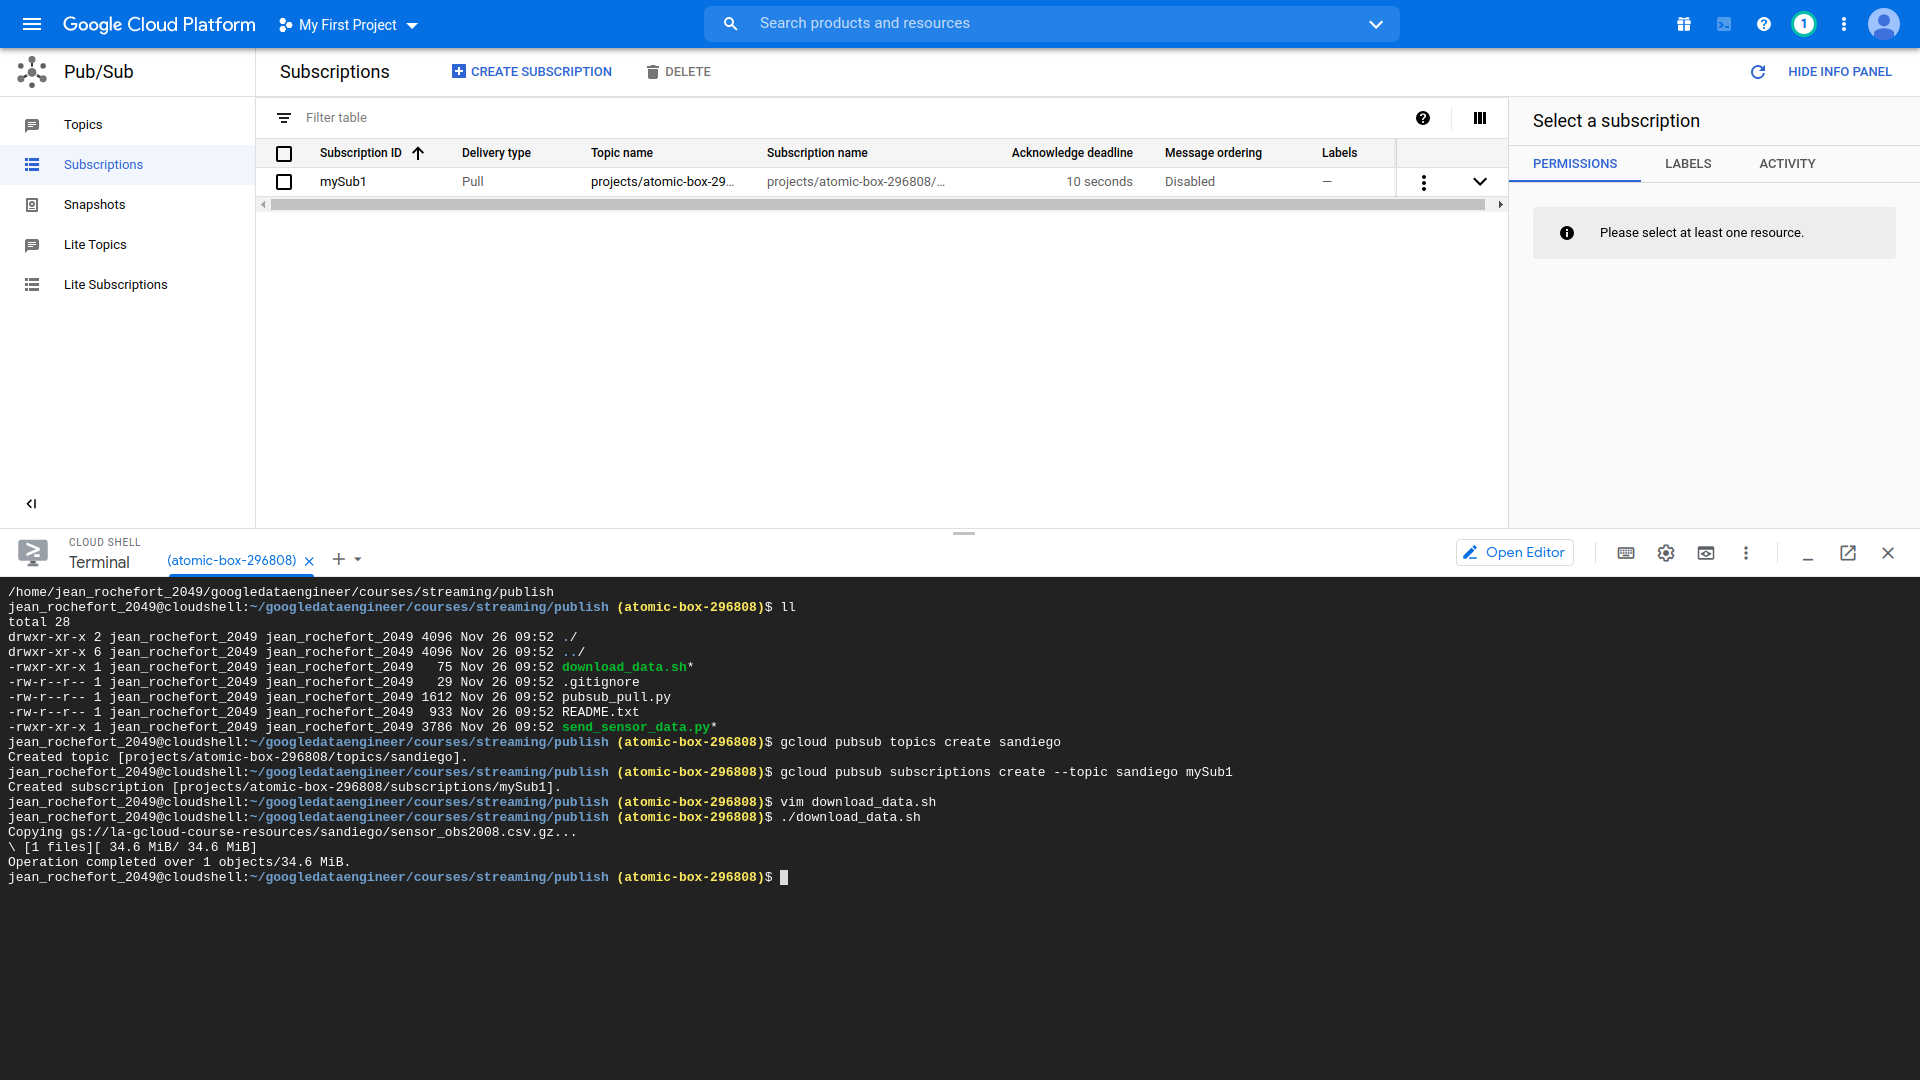 Google Cloud Platform
My First Project
Search products and resources
1
Pub/Sub
Subscriptions
CREATE SUBSCRIPTION
DELETE
HIDE INFO PANEL
Topics
Subscriptions
Snapshots
Lite Topics
Lite Subscriptions
Filter table
Subscription ID Delivery type Topic name Subscription name Acknowledge deadline Message ordering Labels
mySub1 Pull projects/atomic-box-29… projects/atomic-box-296808/… 10 seconds Disabled —
Select a subscription
PERMISSIONS LABELS ACTIVITY
Please select at least one resource.
CLOUD SHELL
Terminal
(atomic-box-296808)
Open Editor
/home/jean_rochefort_2049/googledataengineer/courses/streaming/publish
jean_rochefort_2049@cloudshell:~/googledataengineer/courses/streaming/publish (atomic-box-296808)$ ll
total 28
drwxr-xr-x 2 jean_rochefort_2049 jean_rochefort_2049 4096 Nov 26 09:52 ./
drwxr-xr-x 6 jean_rochefort_2049 jean_rochefort_2049 4096 Nov 26 09:52 ../
-rwxr-xr-x 1 jean_rochefort_2049 jean_rochefort_2049   75 Nov 26 09:52 download_data.sh*
-rw-r--r-- 1 jean_rochefort_2049 jean_rochefort_2049   29 Nov 26 09:52 .gitignore
-rw-r--r-- 1 jean_rochefort_2049 jean_rochefort_2049 1612 Nov 26 09:52 pubsub_pull.py
-rw-r--r-- 1 jean_rochefort_2049 jean_rochefort_2049  933 Nov 26 09:52 README.txt
-rwxr-xr-x 1 jean_rochefort_2049 jean_rochefort_2049 3786 Nov 26 09:52 send_sensor_data.py*
jean_rochefort_2049@cloudshell:~/googledataengineer/courses/streaming/publish (atomic-box-296808)$ gcloud pubsub topics create sandiego
Created topic [projects/atomic-box-296808/topics/sandiego].
jean_rochefort_2049@cloudshell:~/googledataengineer/courses/streaming/publish (atomic-box-296808)$ gcloud pubsub subscriptions create --topic sandiego mySub1
Created subscription [projects/atomic-box-296808/subscriptions/mySub1].
jean_rochefort_2049@cloudshell:~/googledataengineer/courses/streaming/publish (atomic-box-296808)$ vim download_data.sh
jean_rochefort_2049@cloudshell:~/googledataengineer/courses/streaming/publish (atomic-box-296808)$ ./download_data.sh
Copying gs://la-gcloud-course-resources/sandiego/sensor_obs2008.csv.gz...
\ [1 files][ 34.6 MiB/ 34.6 MiB]
Operation completed over 1 objects/34.6 MiB.
jean_rochefort_2049@cloudshell:~/googledataengineer/courses/streaming/publish (atomic-box-296808)$